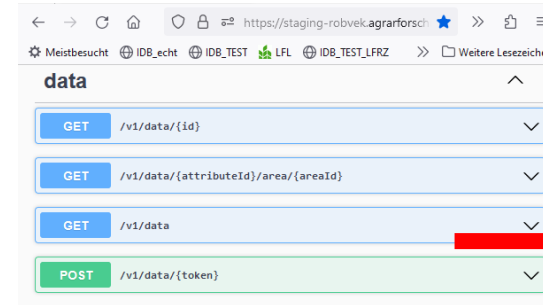 https://staging-robvek.agrarforsch
Meistbesucht IDB_echt IDB_TEST LFL IDB_TEST_LFRZ Weitere Lesezeiche
data
GET /v1/data/{id}
GET /v1/data/{attributeId}/area/{areaId}
GET /v1/data
POST /v1/data/{token}